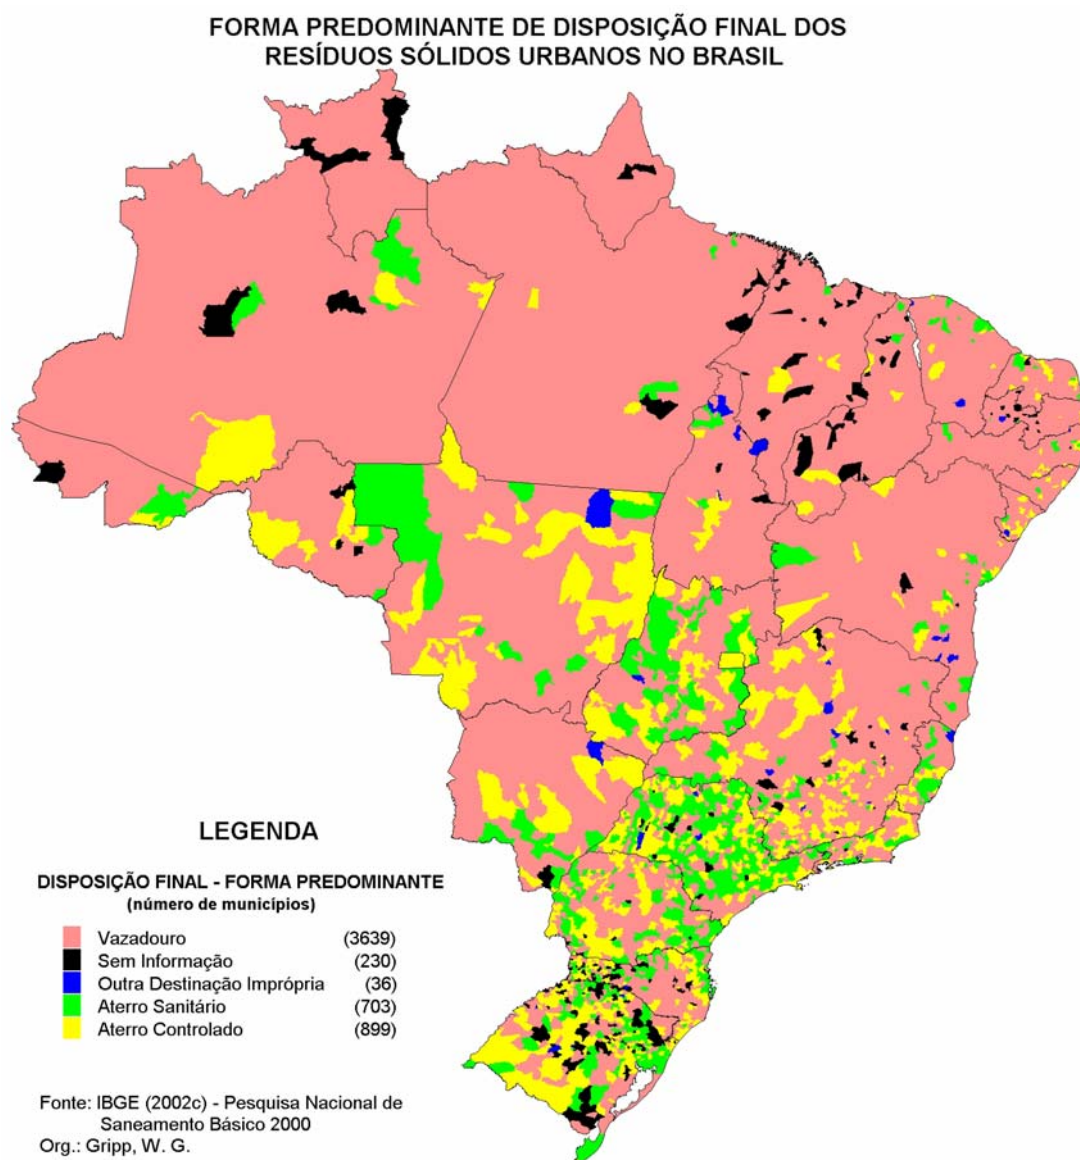 FORMA PREDOMINANTE DE DISPOSIÇÃO FINAL DOS
RESÍDUOS SÓLIDOS URBANOS NO BRASIL
LEGENDA
DISPOSIÇÃO FINAL - FORMA PREDOMINANTE
(número de municípios)
Vazadouro (3639)
Sem Informação (230)
Outra Destinação Imprópria (36)
Aterro Sanitário (703)
Aterro Controlado (899)
Fonte: IBGE (2002c) - Pesquisa Nacional de
Saneamento Básico 2000
Org.: Gripp, W. G.